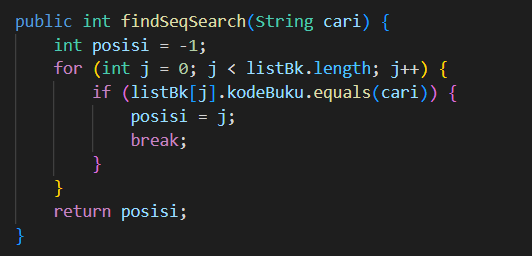 public int findSeqSearch(String cari) {
    int posisi = -1;
    for (int j = 0; j < listBk.length; j++) {
        if (listBk[j].kodeBuku.equals(cari)) {
            posisi = j;
            break;
        }
    }
    return posisi;
}